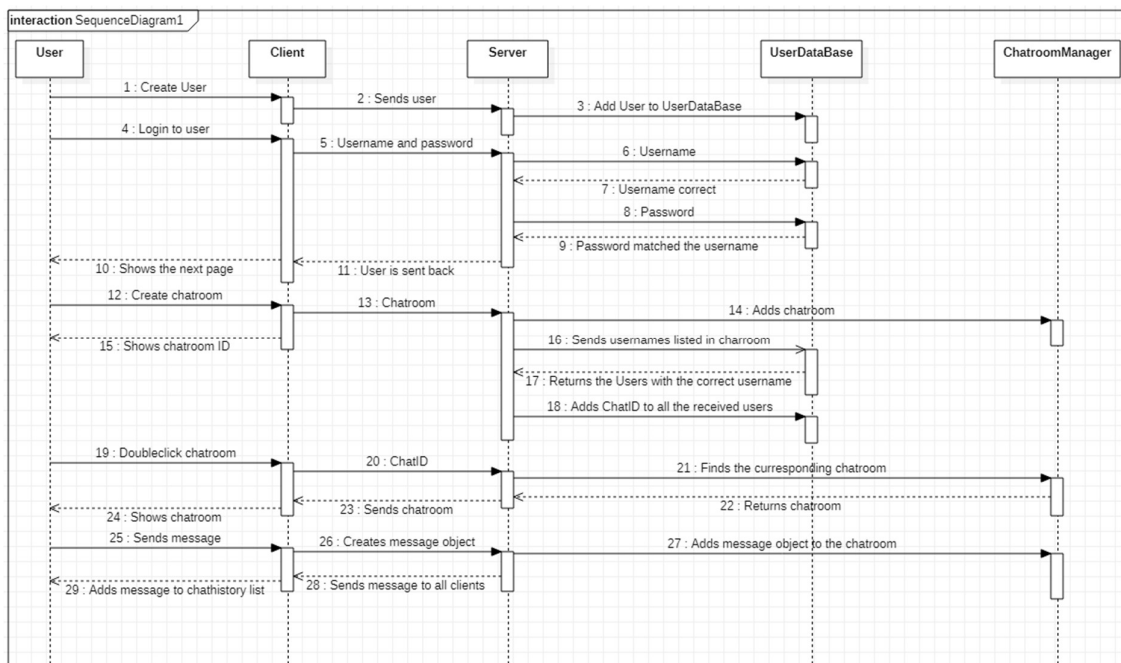 interaction SequenceDiagram1
User
Client
Server
UserDataBase
ChatroomManager
1 : Create User
2 : Sends user
3 : Add User to UserDataBase
4 : Login to user
5 : Username and password
6 : Username
7 : Username correct
8 : Password
9 : Password matched the username
10 : Shows the next page
11 : User is sent back
12 : Create chatroom
13 : Chatroom
14 : Adds chatroom
15 : Shows chatroom ID
16 : Sends usernames listed in charroom
17 : Returns the Users with the correct username
18 : Adds ChatID to all the received users
19 : Doubleclick chatroom
20 : ChatID
21 : Finds the curresponding chatroom
22 : Returns chatroom
23 : Sends chatroom
24 : Shows chatroom
25 : Sends message
26 : Creates message object
27 : Adds message object to the chatroom
28 : Sends message to all clients
29 : Adds message to chathistory list